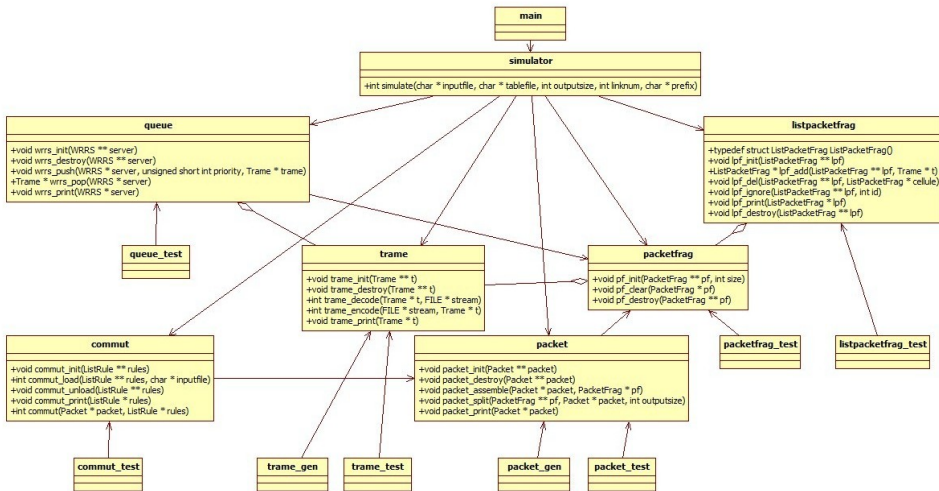 main
simulator
+int simulate(char * inputfile, char * tablefile, int outputsize, int linknum, char * prefix)
queue
+void wrrs_init(WRRS ** server)
+void wrrs_destroy(WRRS ** server)
+void wrrs_push(WRRS * server, unsigned short int priority, Trame * trame)
+Trame * wrrs_pop(WRRS * server)
+void wrrs_print(WRRS * server)
listpacketfrag
+typedef struct ListPacketFrag ListPacketFrag()
+void lpf_init(ListPacketFrag ** lpf)
+ListPacketFrag * lpf_add(ListPacketFrag ** lpf, Trame * t)
+void lpf_del(ListPacketFrag ** lpf, ListPacketFrag * cellule)
+void lpf_ignore(ListPacketFrag ** lpf, int id)
+void lpf_print(ListPacketFrag * lpf)
+void lpf_destroy(ListPacketFrag ** lpf)
queue_test
trame
+void trame_init(Trame ** t)
+void trame_destroy(Trame ** t)
+int trame_decode(Trame * t, FILE * stream)
+int trame_encode(FILE * stream, Trame * t)
+void trame_print(Trame * t)
packetfrag
+void pf_init(PacketFrag ** pf, int size)
+void pf_clear(PacketFrag * pf)
+void pf_destroy(PacketFrag ** pf)
commut
+void commut_init(ListRule ** rules)
+int commut_load(ListRule ** rules, char * inputfile)
+void commut_unload(ListRule ** rules)
+void commut_print(ListRule * rules)
+int commut(Packet * packet, ListRule * rules)
packet
+void packet_init(Packet ** packet)
+void packet_destroy(Packet ** packet)
+void packet_assemble(Packet * packet, PacketFrag * pf)
+void packet_split(PacketFrag ** pf, Packet * packet, int outputsize)
+void packet_print(Packet * packet)
packetfrag_test
listpacketfrag_test
commut_test
trame_gen
trame_test
packet_gen
packet_test